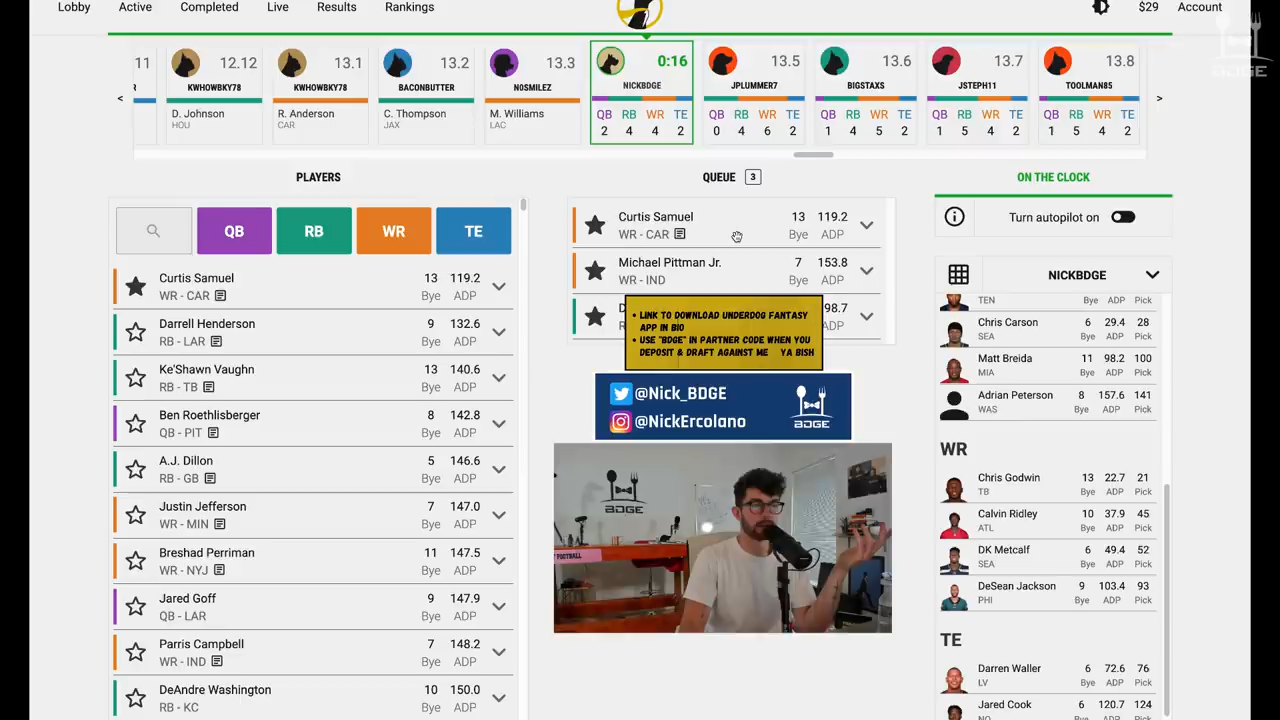 Lobby Active Completed Live Results Rankings $29 Account
11 12.12 13.1 13.2 13.3 0:16 13.5 13.6 13.7 13.8
R KWHOWBKY78 KWHOWBKY78 BACONBUTTER N0SMILEZ NICKBDGE JPLUMMER7 BIGSTAXS JSTEPH11 TOOLMAN85
< D. Johnson R. Anderson C. Thompson M. Williams QB RB WR TE QB RB WR TE QB RB WR TE QB RB WR TE QB RB WR TE >
HOU CAR JAX LAC 2 4 4 2 0 4 6 2 1 4 5 2 1 5 4 2 1 5 4 2
PLAYERS
QB RB WR TE
Curtis Samuel 13 119.2
WR - CAR Bye ADP
Darrell Henderson 9 132.6
RB - LAR Bye ADP
Ke'Shawn Vaughn 13 140.6
RB - TB Bye ADP
Ben Roethlisberger 8 142.8
QB - PIT Bye ADP
A.J. Dillon 5 146.6
RB - GB Bye ADP
Justin Jefferson 7 147.0
WR - MIN Bye ADP
Breshad Perriman 11 147.5
WR - NYJ Bye ADP
Jared Goff 9 147.9
QB - LAR Bye ADP
Parris Campbell 7 148.2
WR - IND Bye ADP
DeAndre Washington 10 150.0
RB - KC Bye ADP
QUEUE 3
Curtis Samuel 13 119.2
WR - CAR Bye ADP
Michael Pittman Jr. 7 153.8
WR - IND Bye ADP
D 98.7
ADP
• LINK TO DOWNLOAD UNDERDOG FANTASY
APP IN BIO
• USE "BDGE" IN PARTNER CODE WHEN YOU
DEPOSIT & DRAFT AGAINST ME YA BISH
@Nick_BDGE
@NickErcolano
BDGE
BDGE
FOOTBALL
BDGE
ON THE CLOCK
Turn autopilot on
NICKBDGE
TEN Bye ADP Pick
Chris Carson 6 29.4 28
SEA Bye ADP Pick
Matt Breida 11 98.2 100
MIA Bye ADP Pick
Adrian Peterson 8 157.6 141
WAS Bye ADP Pick
WR
Chris Godwin 13 22.7 21
TB Bye ADP Pick
Calvin Ridley 10 37.9 45
ATL Bye ADP Pick
DK Metcalf 6 49.4 52
SEA Bye ADP Pick
DeSean Jackson 9 103.4 93
PHI Bye ADP Pick
TE
Darren Waller 6 72.6 76
LV Bye ADP Pick
Jared Cook 6 120.7 124
NO Bye ADP Pick